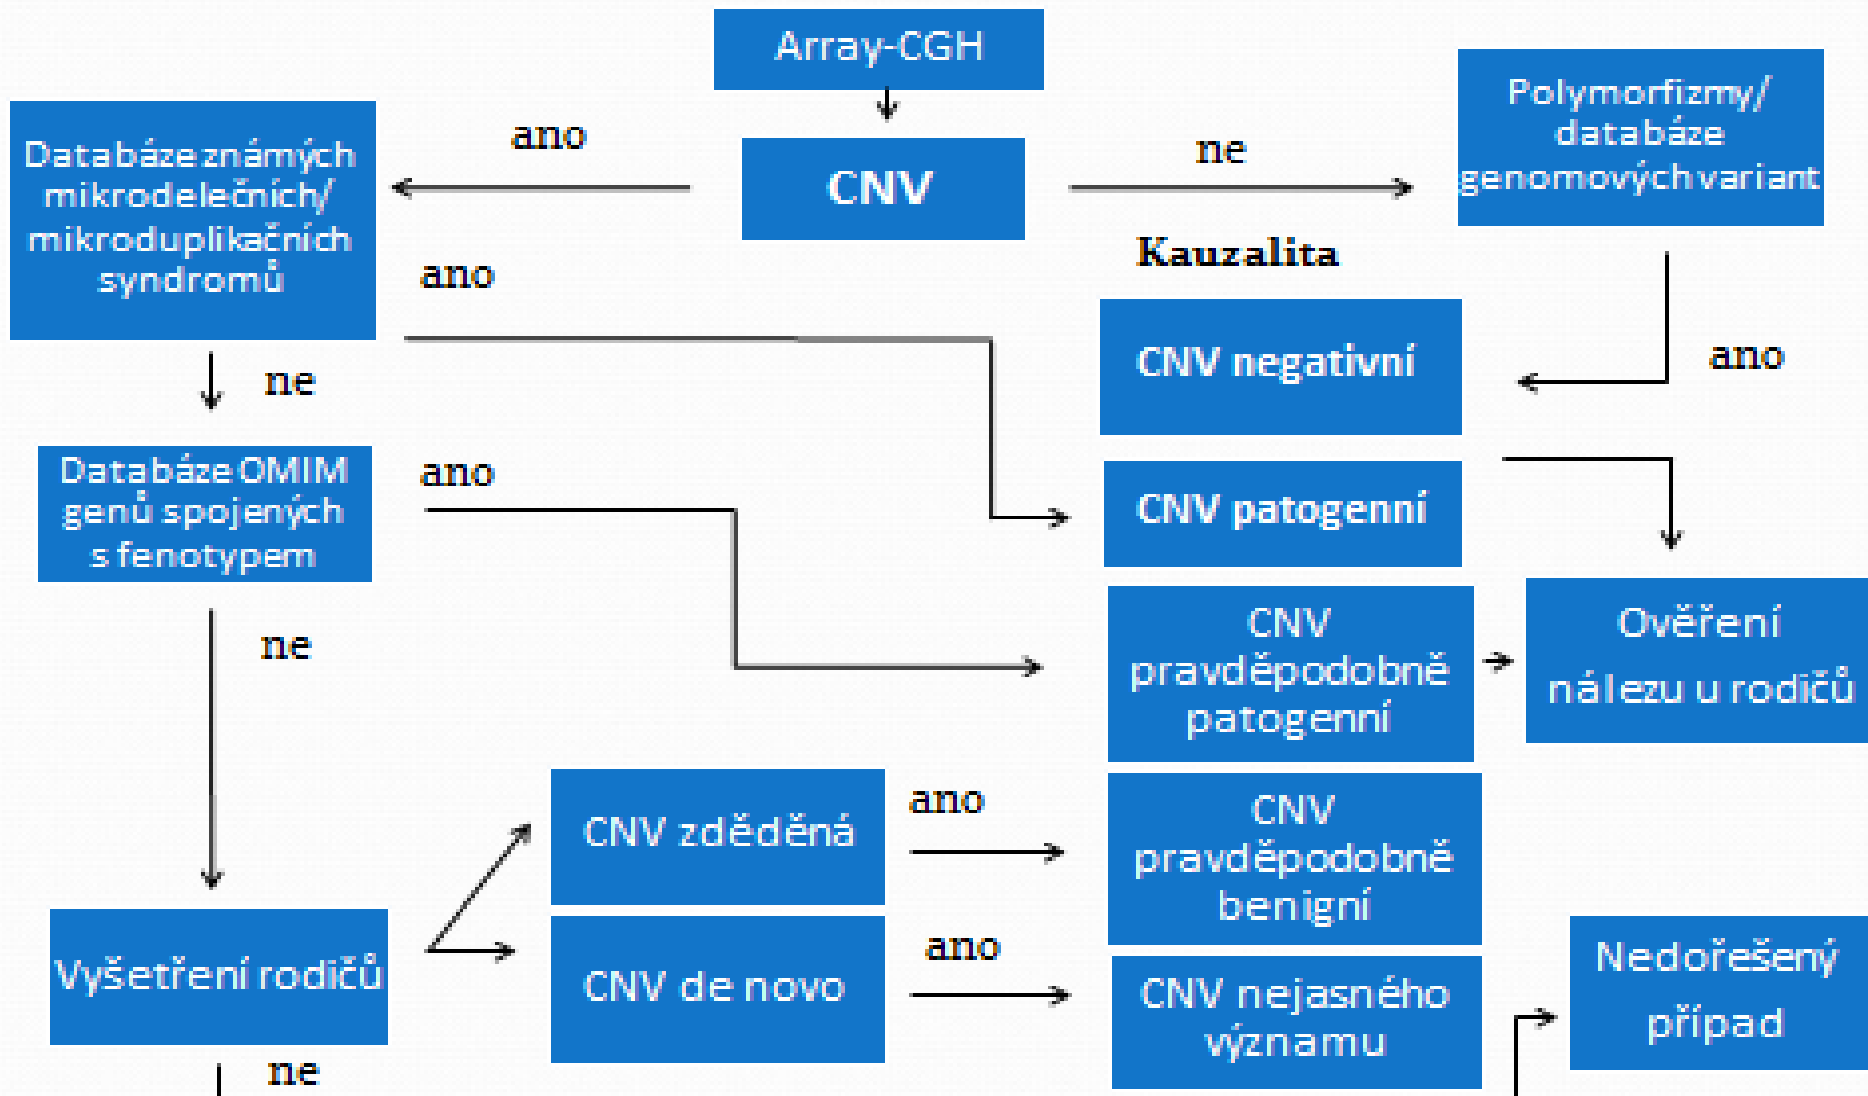 Array-CGH
Polymorfizmy/
databáze
genomových variant
ano
ne
Databáze známých
mikrodelečních/
mikroduplikačních
syndromů
CNV
Kauzalita
ano
CNV negativní
ano
ne
Databáze OMIM
genů spojených
s fenotypem
ano
CNV patogenní
CNV
pravděpodobně
patogenní
Ověření
nálezu u rodičů
ne
CNV zděděná
ano
CNV
pravděpodobně
benigní
Vyšetření rodičů
CNV de novo
ano
CNV nejasného
významu
Nedořešený
případ
ne